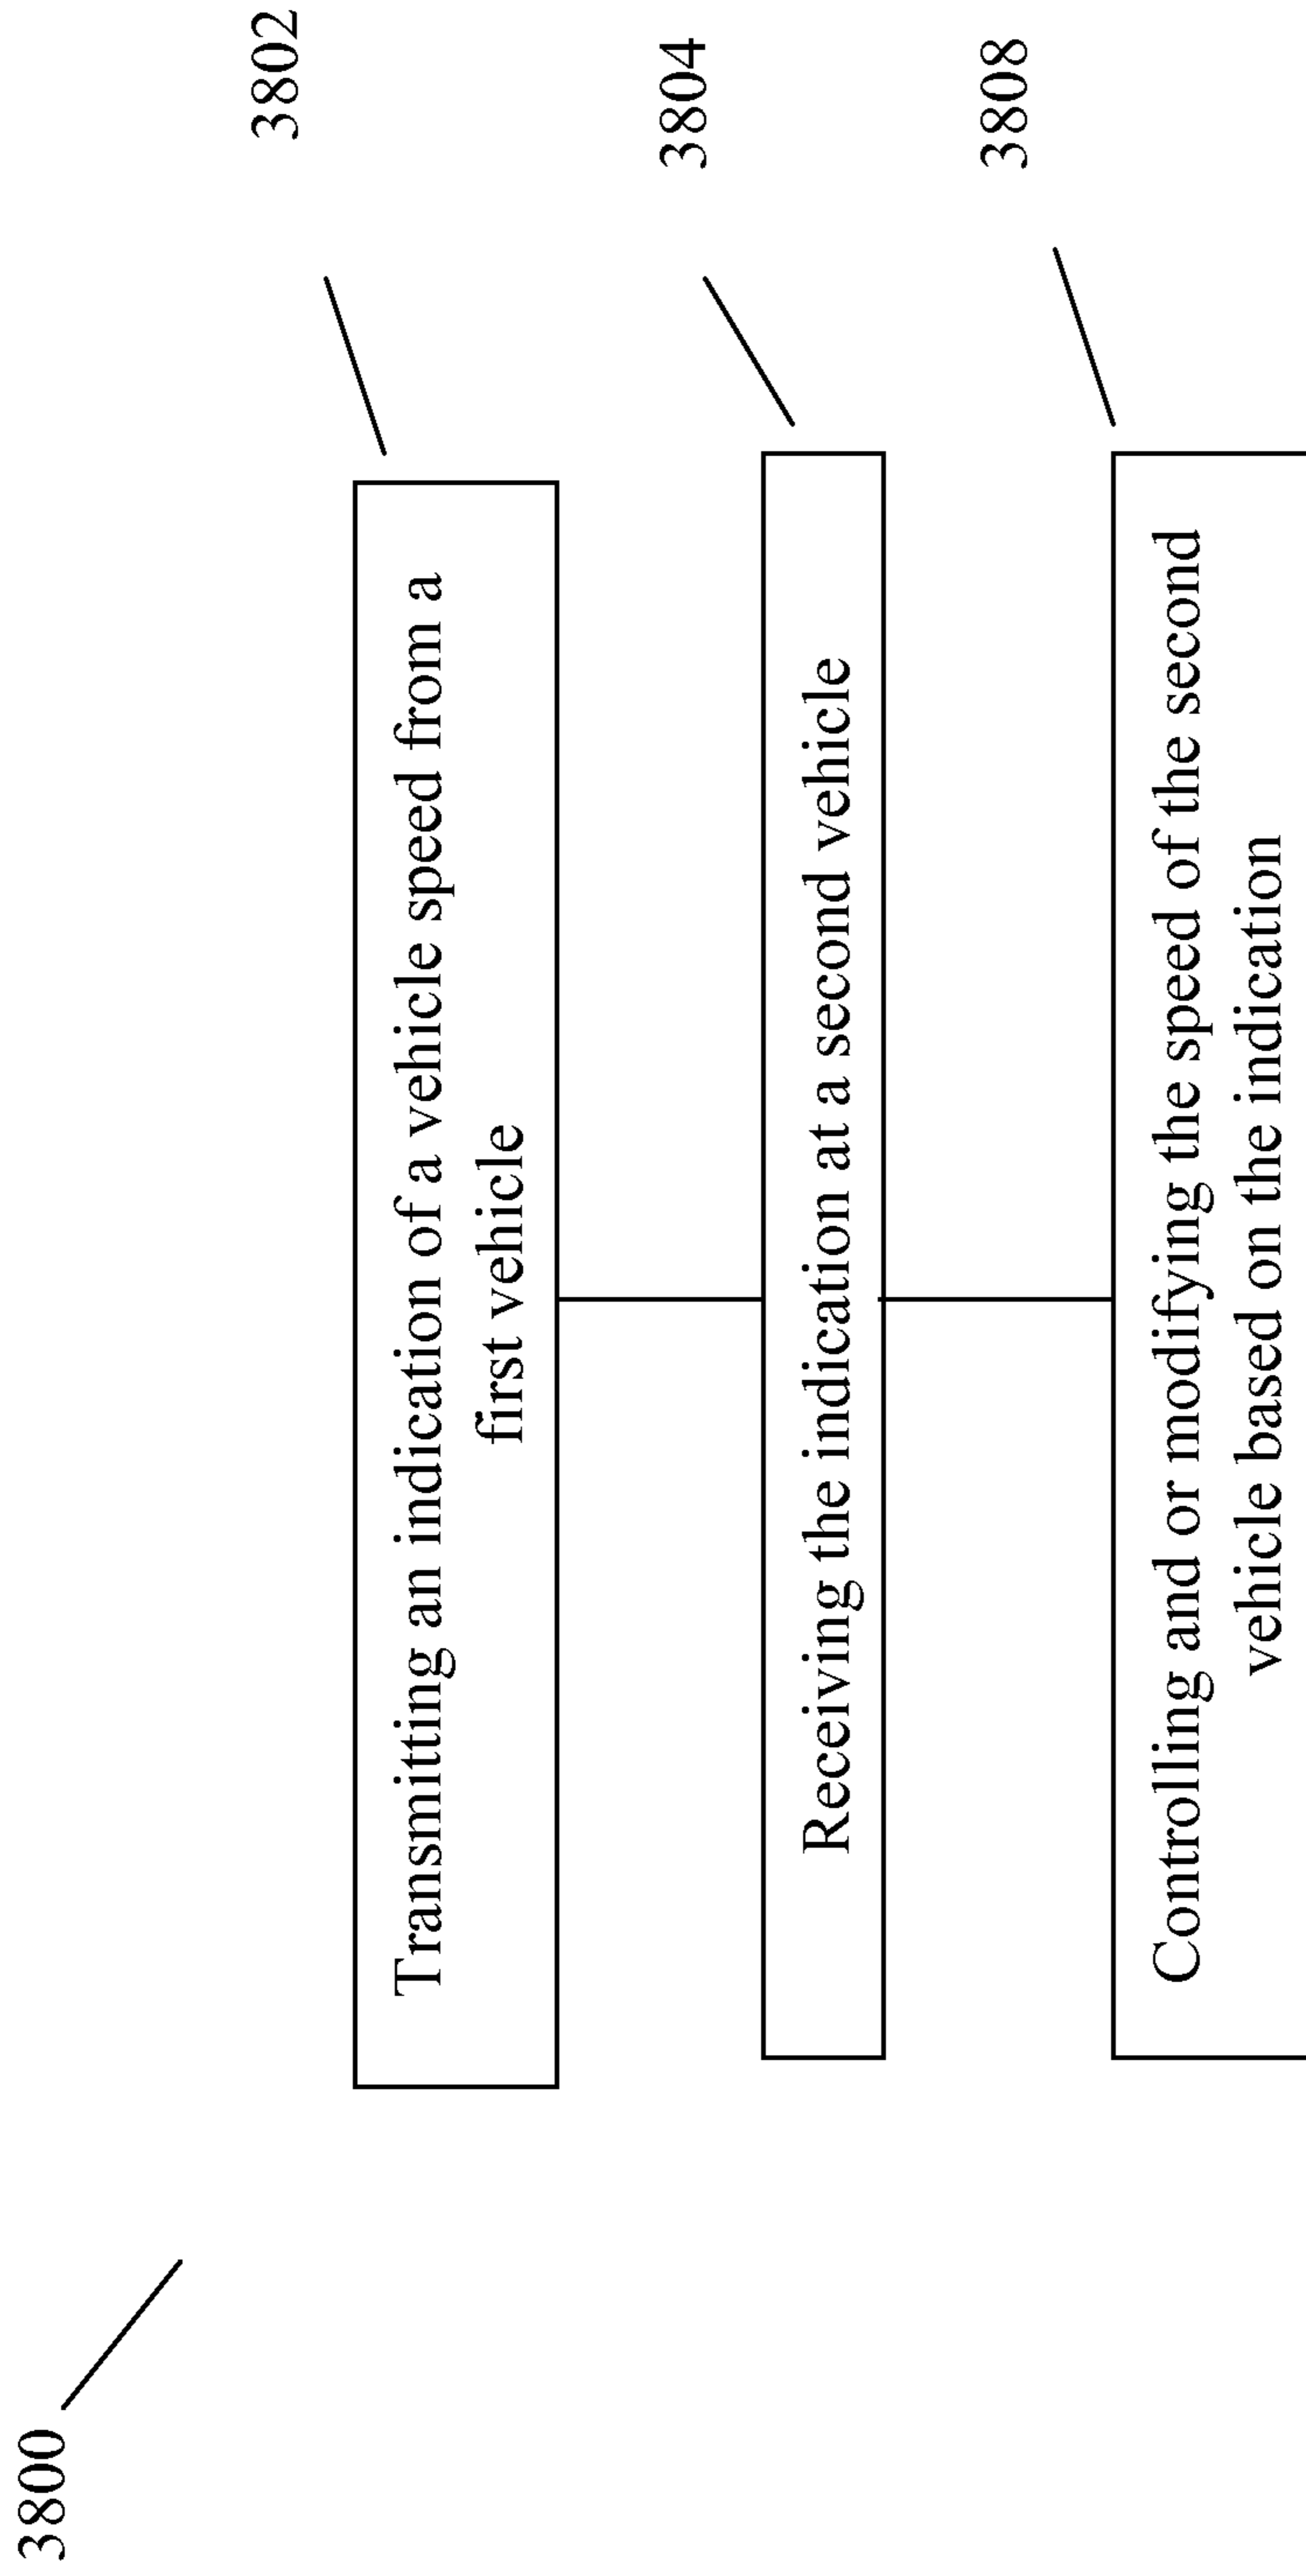 3800
3802
Transmitting an indication of a vehicle speed from a
first vehicle
3804
Receiving the indication at a second vehicle
3808
Controlling and or modifying the speed of the second
vehicle based on the indication